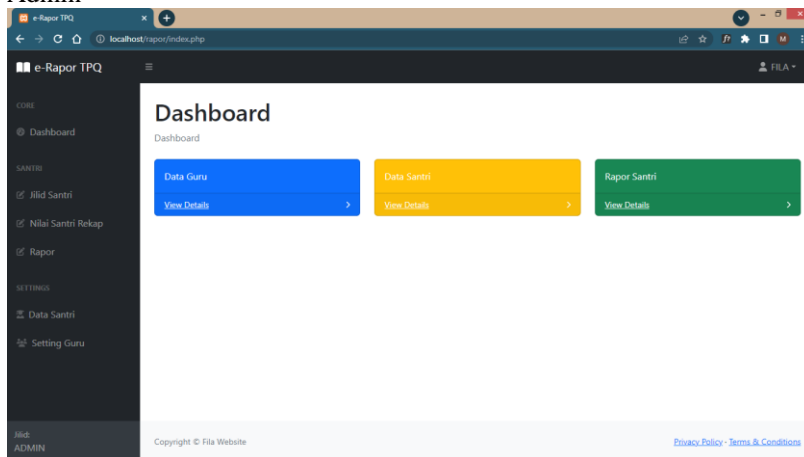 Admin
e-Rapor TPQ
localhost/rapor/index.php
M
e-Rapor TPQ
FILA
CORE
Dashboard
SANTRI
Jilid Santri
Nilai Santri Rekap
Rapor
SETTINGS
Data Santri
Setting Guru
Jilid:
ADMIN
Dashboard
Dashboard
Data Guru
View Details
Data Santri
View Details
Rapor Santri
View Details
Copyright © Fila Website
Privacy Policy · Terms & Conditions